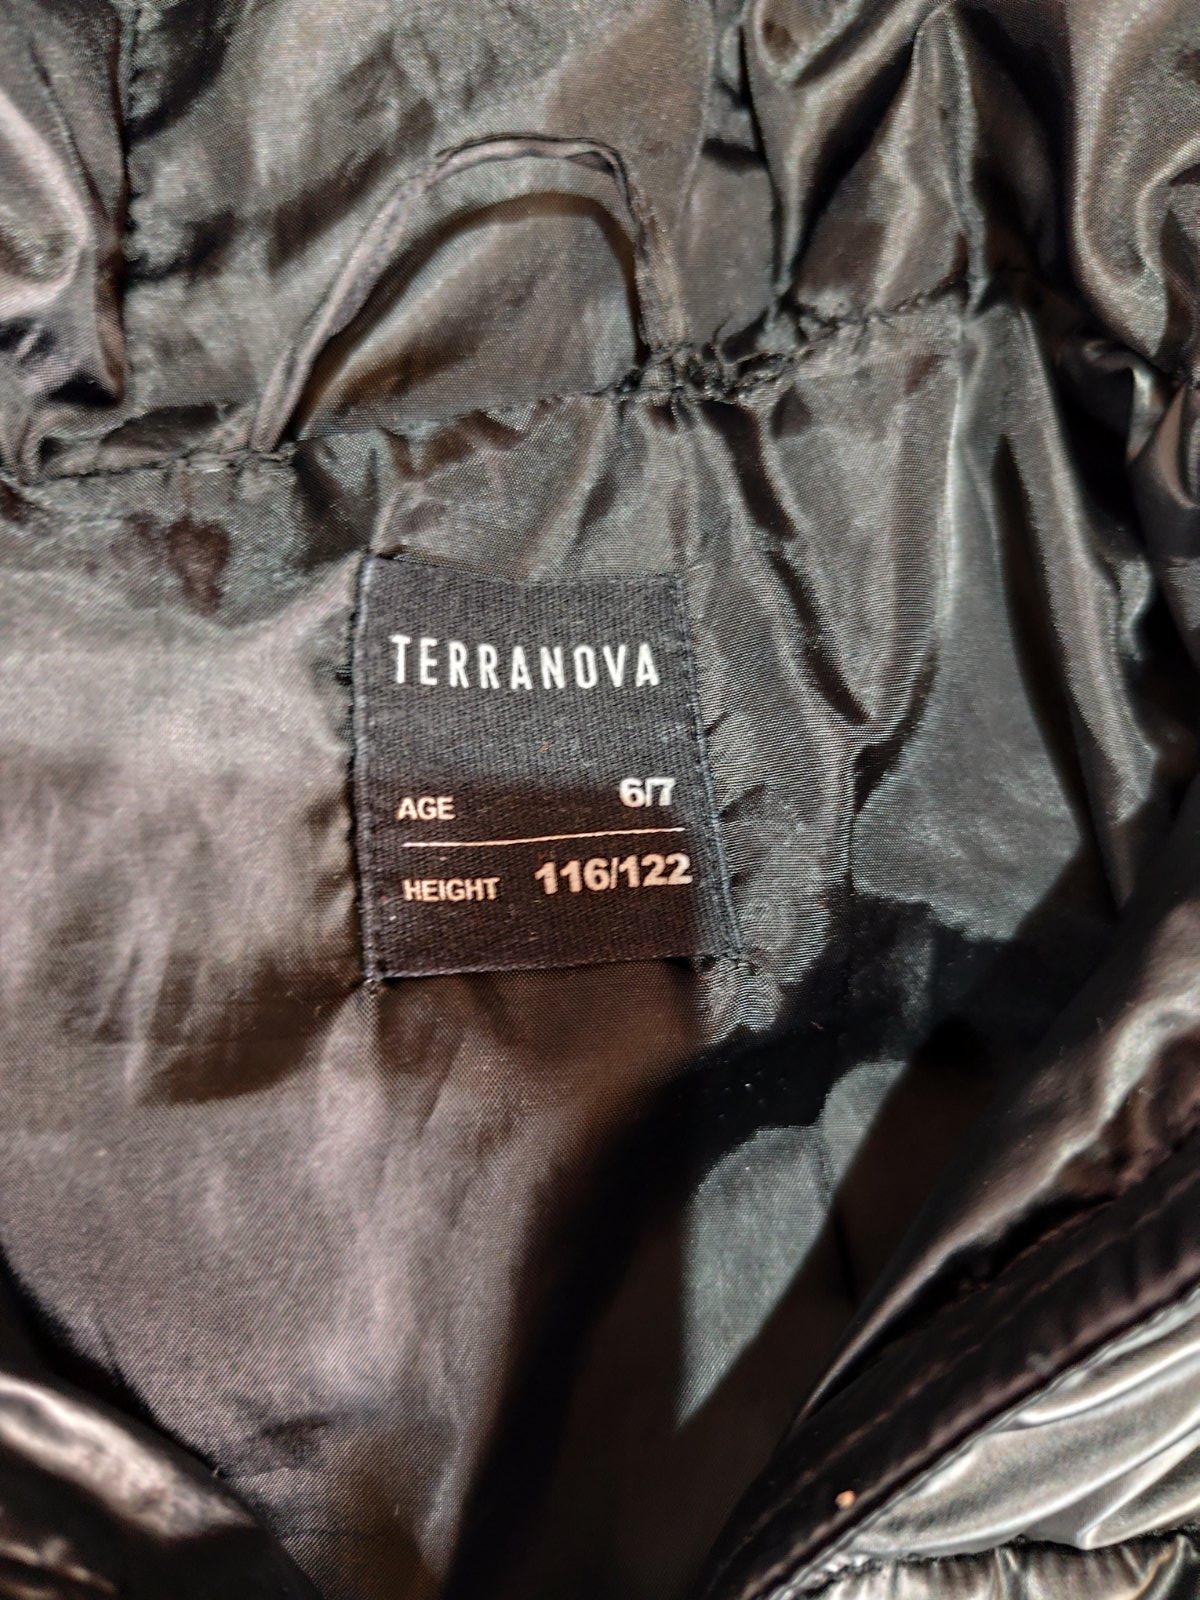 TERRANOVA
AGE 6/7
HEIGHT 116/122